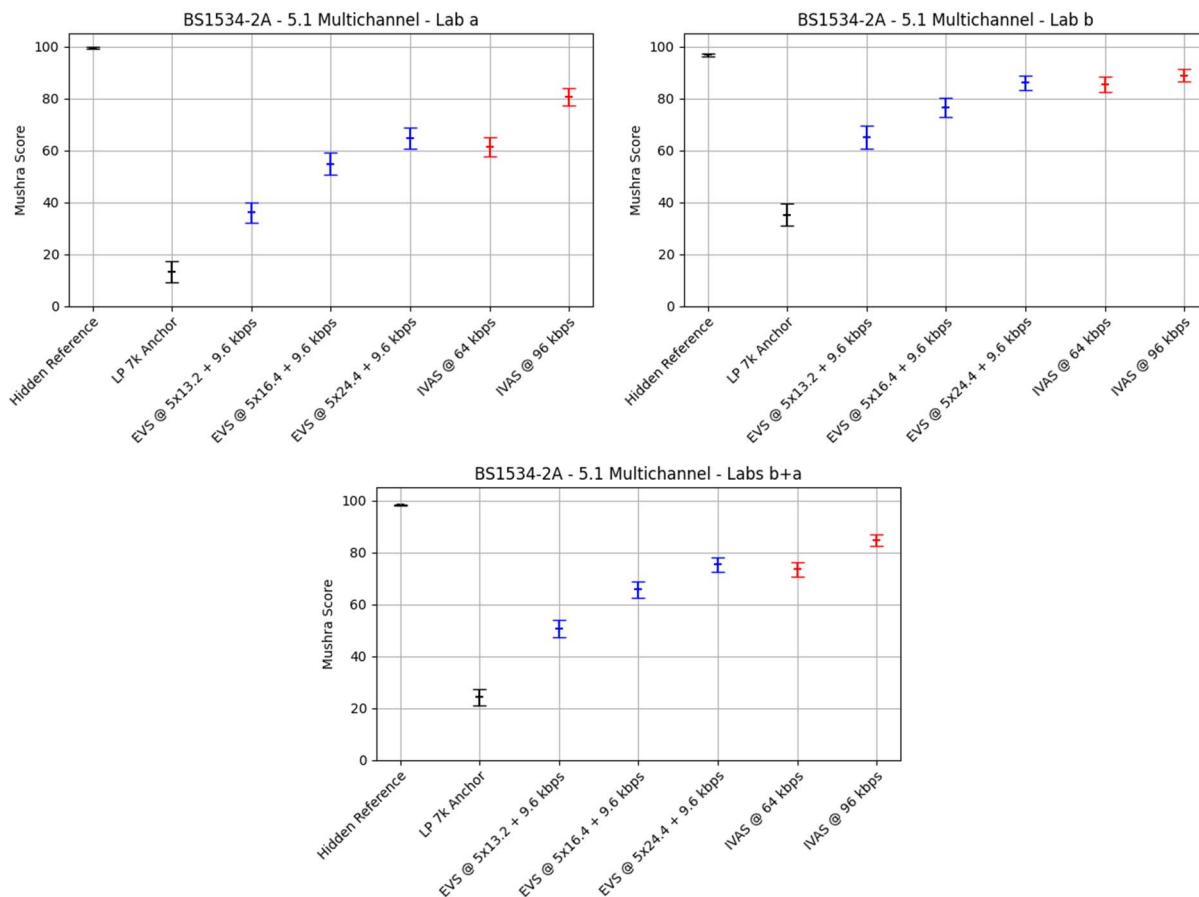 BS1534-2A - 5.1 Multichannel - Lab a
Mushra Score
100
80
60
40
20
0
Hidden Reference
LP 7k Anchor
EVS @ 5x13.2 + 9.6 kbps
EVS @ 5x16.4 + 9.6 kbps
EVS @ 5x24.4 + 9.6 kbps
IVAS @ 64 kbps
IVAS @ 96 kbps
BS1534-2A - 5.1 Multichannel - Lab b
Mushra Score
100
80
60
40
20
0
Hidden Reference
LP 7k Anchor
EVS @ 5x13.2 + 9.6 kbps
EVS @ 5x16.4 + 9.6 kbps
EVS @ 5x24.4 + 9.6 kbps
IVAS @ 64 kbps
IVAS @ 96 kbps
BS1534-2A - 5.1 Multichannel - Labs b+a
Mushra Score
100
80
60
40
20
0
Hidden Reference
LP 7k Anchor
EVS @ 5x13.2 + 9.6 kbps
EVS @ 5x16.4 + 9.6 kbps
EVS @ 5x24.4 + 9.6 kbps
IVAS @ 64 kbps
IVAS @ 96 kbps